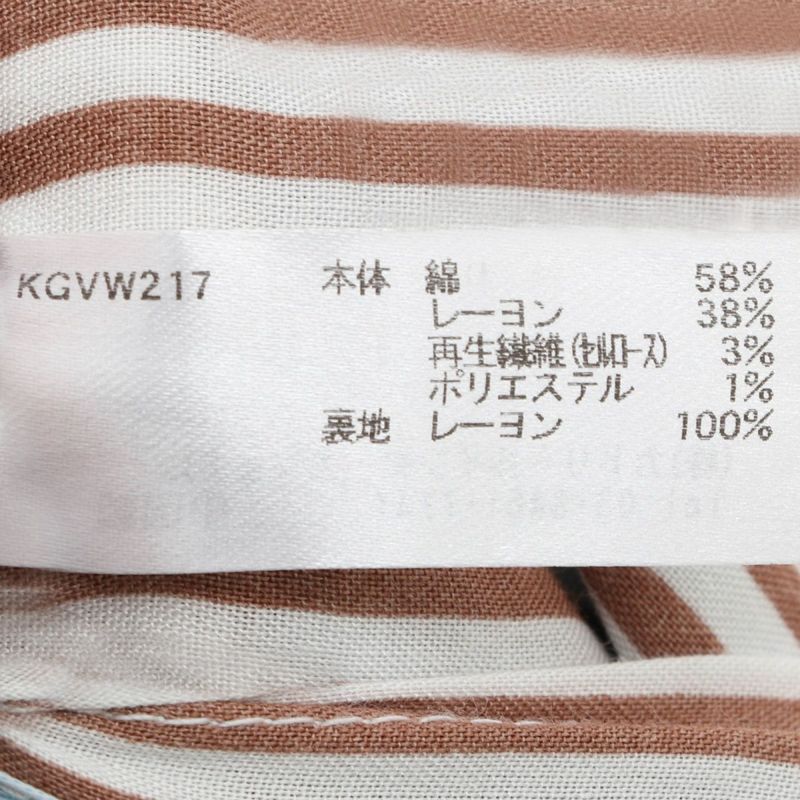 KGVW217 本体 綿 58%
レーヨン 38%
再生繊維(セルロース) 3%
ポリエステル 1%
裏地 レーヨン 100%